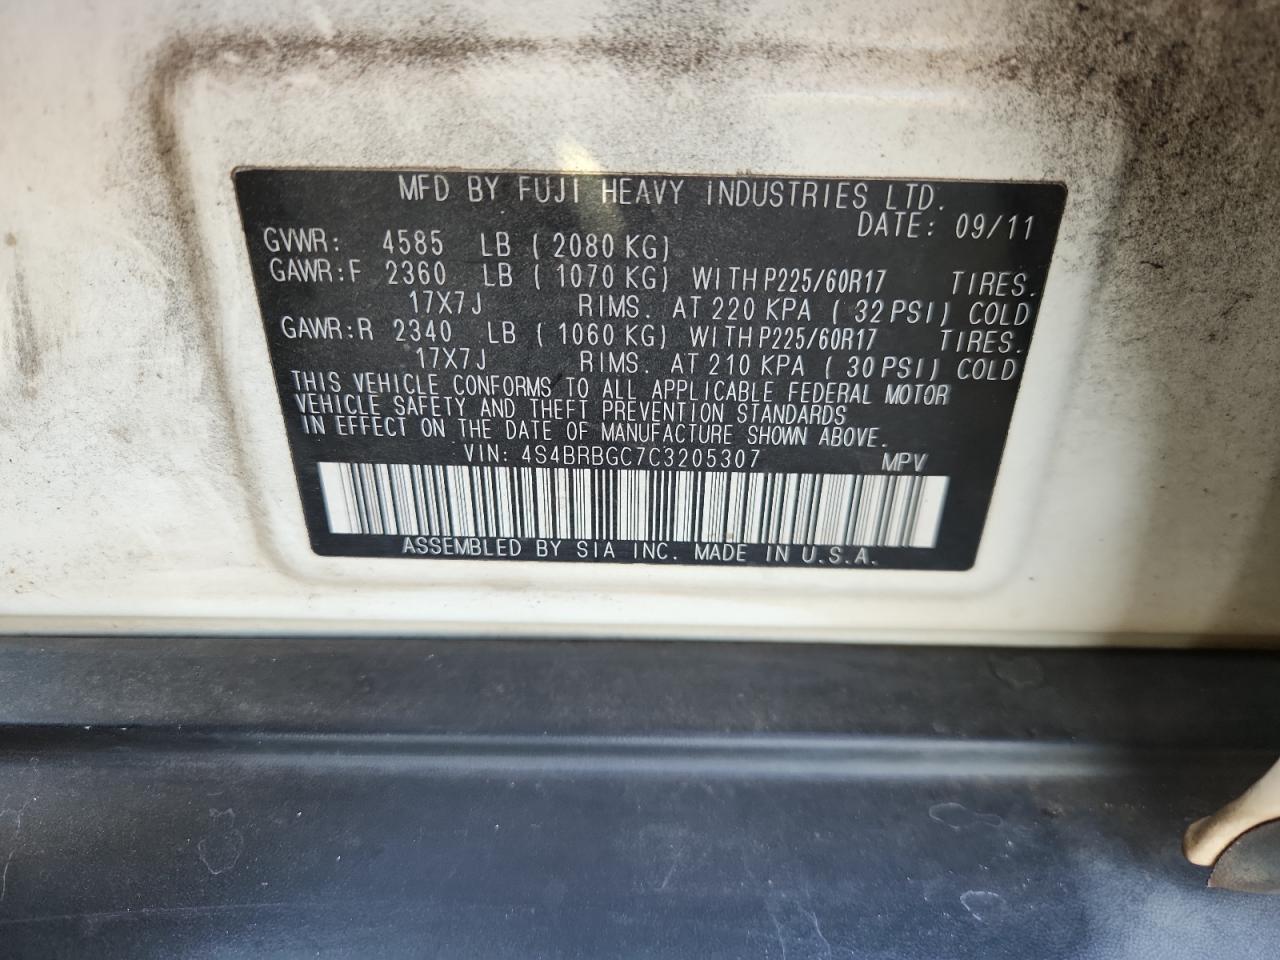 MFD BY FUJI HEAVY INDUSTRIES LTD.
DATE: 09/11
GVWR: 4585 LB ( 2080 KG)
GAWR:F 2360 LB ( 1070 KG) WITH P225/60R17 TIRES.
17X7J RIMS. AT 220 KPA ( 32 PSI) COLD
GAWR:R 2340 LB ( 1060 KG) WITH P225/60R17 TIRES.
17X7J RIMS. AT 210 KPA ( 30 PSI) COLD
THIS VEHICLE CONFORMS TO ALL APPLICABLE FEDERAL MOTOR
VEHICLE SAFETY AND THEFT PREVENTION STANDARDS
IN EFFECT ON THE DATE OF MANUFACTURE SHOWN ABOVE.
VIN: 4S4BRBGC7C3205307 MPV
ASSEMBLED BY SIA INC. MADE IN U.S.A.